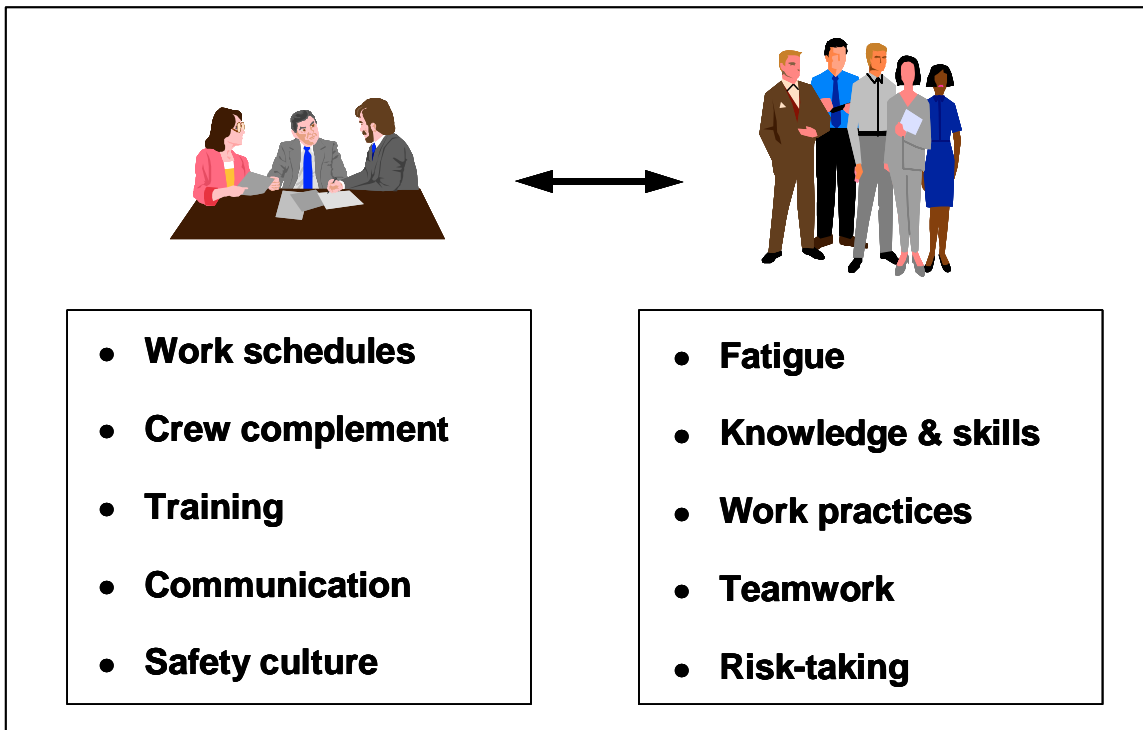 ● Work schedules
● Crew complement
● Training
● Communication
● Safety culture
● Fatigue
● Knowledge & skills
● Work practices
● Teamwork
● Risk-taking